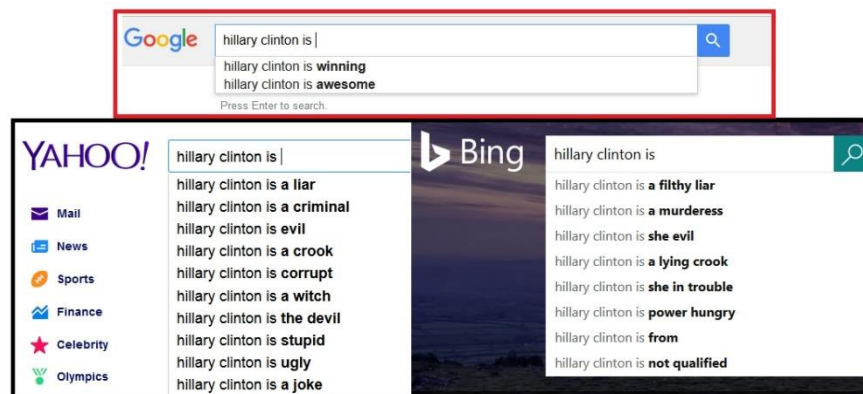 Google
hillary clinton is
hillary clinton is winning
hillary clinton is awesome
Press Enter to search.
YAHOO!
hillary clinton is
hillary clinton is a liar
hillary clinton is a criminal
hillary clinton is evil
hillary clinton is a crook
hillary clinton is corrupt
hillary clinton is a witch
hillary clinton is the devil
hillary clinton is stupid
hillary clinton is ugly
hillary clinton is a joke
Mail
News
Sports
Finance
Celebrity
Olympics
Bing
hillary clinton is
hillary clinton is a filthy liar
hillary clinton is a murderess
hillary clinton is she evil
hillary clinton is a lying crook
hillary clinton is she in trouble
hillary clinton is power hungry
hillary clinton is from
hillary clinton is not qualified